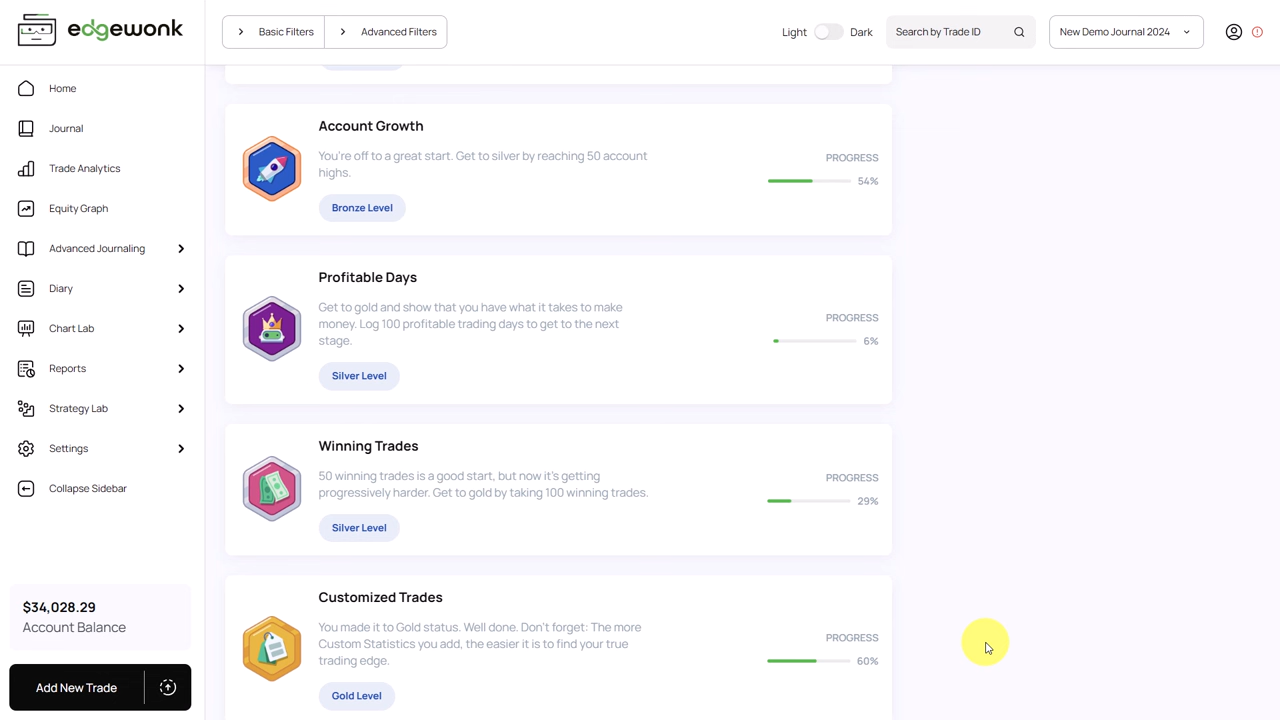 edgewonk
Basic Filters
Advanced Filters
Light
Dark
Search by Trade ID
New Demo Journal 2024
Home
Journal
Trade Analytics
Equity Graph
Advanced Journaling
Diary
Chart Lab
Reports
Strategy Lab
Settings
Collapse Sidebar
$34,028.29
Account Balance
Add New Trade
Account Growth
You're off to a great start. Get to silver by reaching 50 account
highs.
Bronze Level
PROGRESS
54%
Profitable Days
Get to gold and show that you have what it takes to make
money. Log 100 profitable trading days to get to the next
stage.
Silver Level
PROGRESS
6%
Winning Trades
50 winning trades is a good start, but now it's getting
progressively harder. Get to gold by taking 100 winning trades.
Silver Level
PROGRESS
29%
Customized Trades
You made it to Gold status. Well done. Don't forget: The more
Custom Statistics you add, the easier it is to find your true
trading edge.
Gold Level
PROGRESS
60%